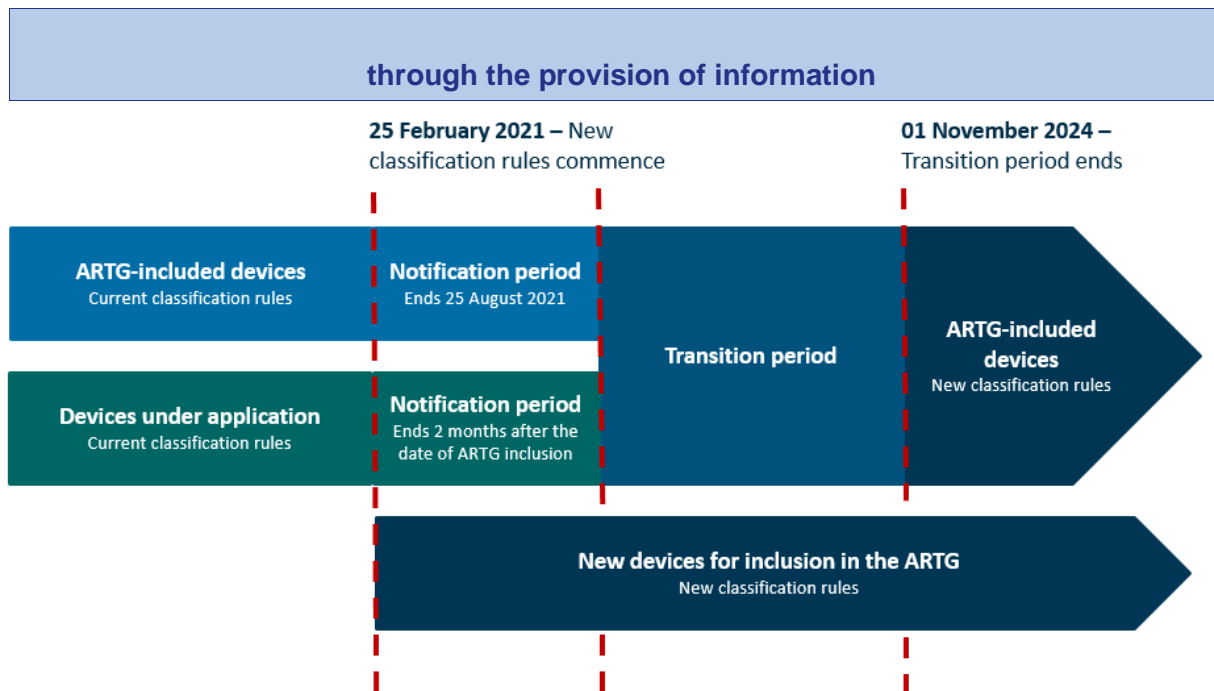 through the provision of information
25 February 2021 – New
classification rules commence
01 November 2024 –
Transition period ends
ARTG-included devices
Current classification rules
Notification period
Ends 25 August 2021
Devices under application
Current classification rules
Notification period
Ends 2 months after the
date of ARTG inclusion
Transition period
ARTG-included
devices
New classification rules
New devices for inclusion in the ARTG
New classification rules